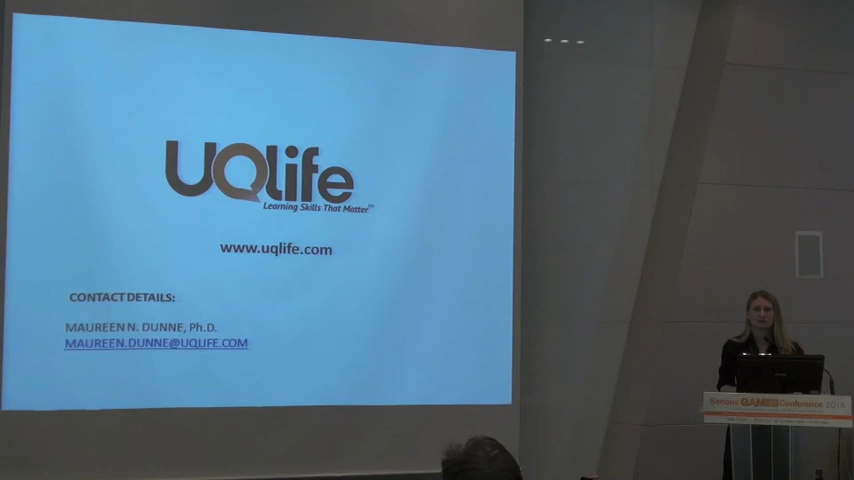 UQlife
Learning Skills That Matter
www.uqlife.com
CONTACT DETAILS:
MAUREEN N. DUNNE, Ph.D.
MAUREEN.DUNNE@UQLIFE.COM
Serious GAMES Conference 2014